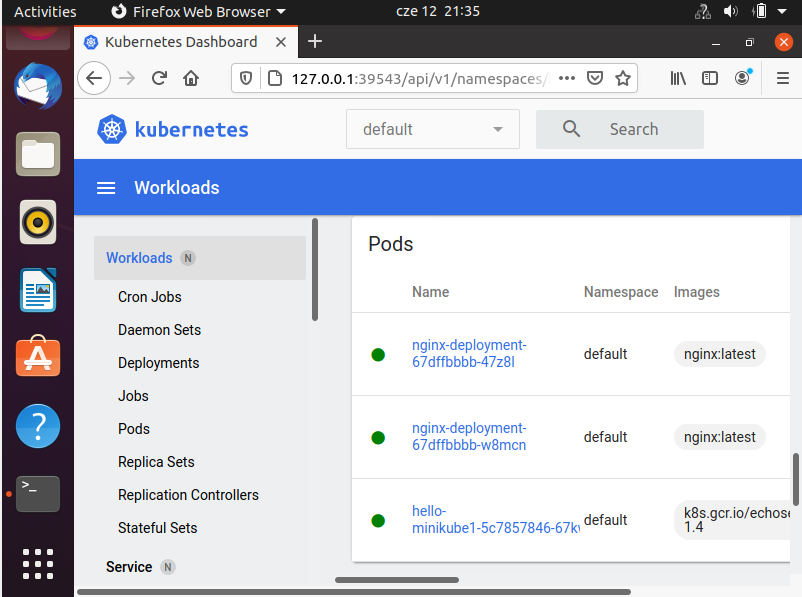 Activities
Firefox Web Browser
cze 12 21:35
Kubernetes Dashboard
127.0.0.1:39543/api/v1/namespaces/
kubernetes
default
Search
Workloads
Workloads N
Cron Jobs
Daemon Sets
Deployments
Jobs
Pods
Replica Sets
Replication Controllers
Stateful Sets
Service N
Pods
Name Namespace Images
nginx-deployment-
67dffbbbb-47z8l
default
nginx:latest
nginx-deployment-
67dffbbbb-w8mcn
default
nginx:latest
hello-
minikube1-5c7857846-67k
default
k8s.gcr.io/echose
1.4